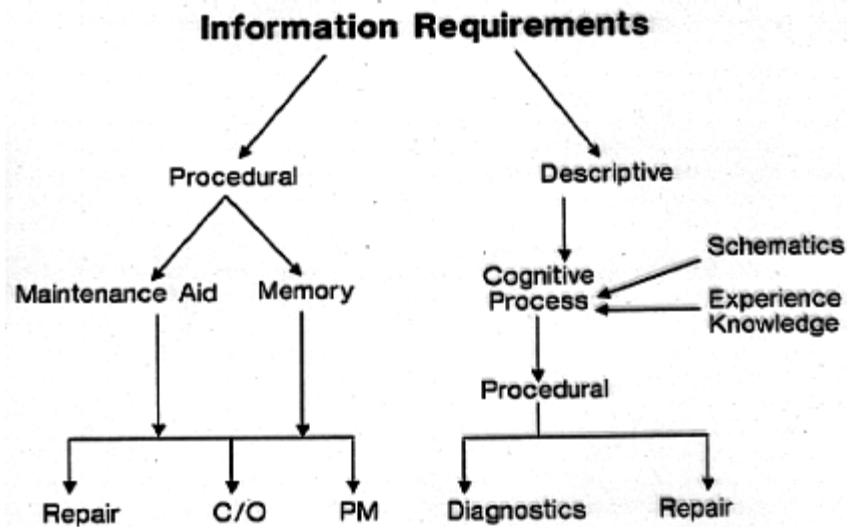 Information Requirements
Procedural
Descriptive
Schematics
Cognitive
Process
Maintenance Aid
Memory
Experience
Knowledge
Procedural
Repair
C/O
PM
Diagnostics
Repair